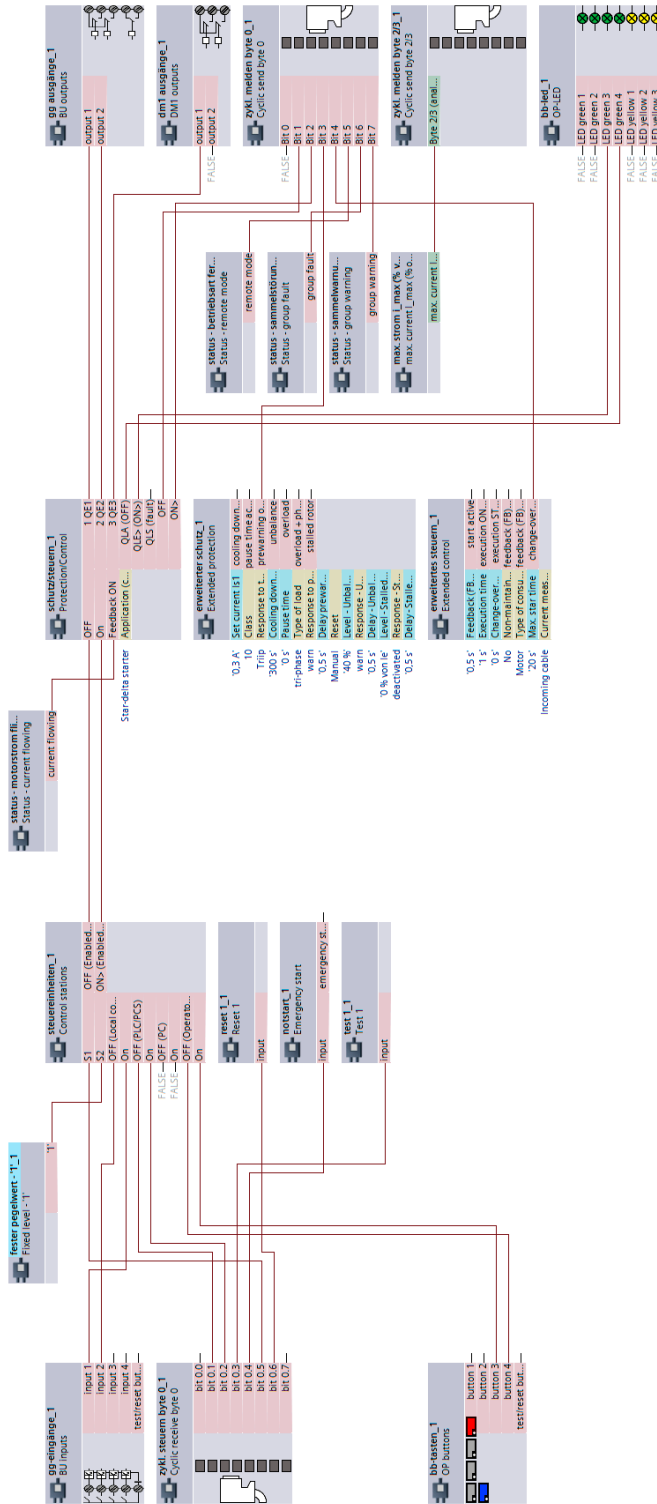 gg-eingänge_1
BU inputs
input 1
input 2
input 3
input 4
test/reset but...
zykl. steuern byte 0_1
Cyclic receive byte 0
bit 0.0
bit 0.1
bit 0.2
bit 0.3
bit 0.4
bit 0.5
bit 0.6
bit 0.7
bb-tasten_1
OP buttons
button 1
button 2
button 3
button 4
test/reset but...
fester pegelwert - '1'_1
Fixed level - '1'
'1'
steuereinheiten_1
Control stations
S1 OFF (Enabled...
S2 ON> (Enabled...
OFF (Local co...
On
OFF (PLC/PCS)
On
FALSE OFF (PC)
FALSE On
OFF (Operato...
On
reset 1_1
Reset 1
input
notstart_1
Emergency start
input emergency st...
test 1_1
Test 1
input
status - motorstrom fli...
Status - current flowing
current flowing
schutz/steuern_1
Protection/Control
OFF 1 QE1
On 2 QE2
Feedback ON 3 QE3
Star-delta starter Application (c... QLA (OFF)
QLE> (ON>)
QLS (fault)
OFF
ON>
erweiterter schutz_1
Extended protection
'0,3 A' Set current Is1 cooling down...
10 Class pause time ac...
Triip Response to t... prewarning o...
'300 s' Cooling down... unbalance
'0 s' Pause time overload
tri-phase Type of load overload + ph...
warn Response to p... stalled rotor
'0,5 s' Delay prewar...
Manual Reset
'40 %' Level - Unbal...
warn Response - U...
'0,5 s' Delay - Unbal...
'0 % von Ie' Level - Stalled...
deactivated Response - St...
'0,5 s' Delay - Stalle...
erweitertes steuern_1
Extended control
'0,5 s' Feedback (FB... start active
'1 s' Execution time execution ON...
'0 s' Change-over... execution ST...
No Non-maintain... feedback (FB)...
Motor Type of consu... feedback (FB)...
'20 s' Max. star time change-over...
Incoming cable Current meas...
status - betriebsart fer...
Status - remote mode
remote mode
status - sammelstörun...
Status - group fault
group fault
status - sammelwarnu...
Status - group warning
group warning
max. strom i_max (% v...
max. current I_max (% o...
max. current I...
gg ausgänge_1
BU outputs
output 1
output 2
dm1 ausgänge_1
DM1 outputs
output 1
FALSE output 2
zykl. melden byte 0_1
Cyclic send byte 0
FALSE Bit 0
Bit 1
Bit 2
Bit 3
Bit 4
Bit 5
Bit 6
Bit 7
zykl. melden byte 2/3_1
Cyclic send byte 2/3
Byte 2/3 (anal...
bb-led_1
OP-LED
FALSE LED green 1
FALSE LED green 2
LED green 3
LED green 4
FALSE LED yellow 1
FALSE LED yellow 2
FALSE LED yellow 3